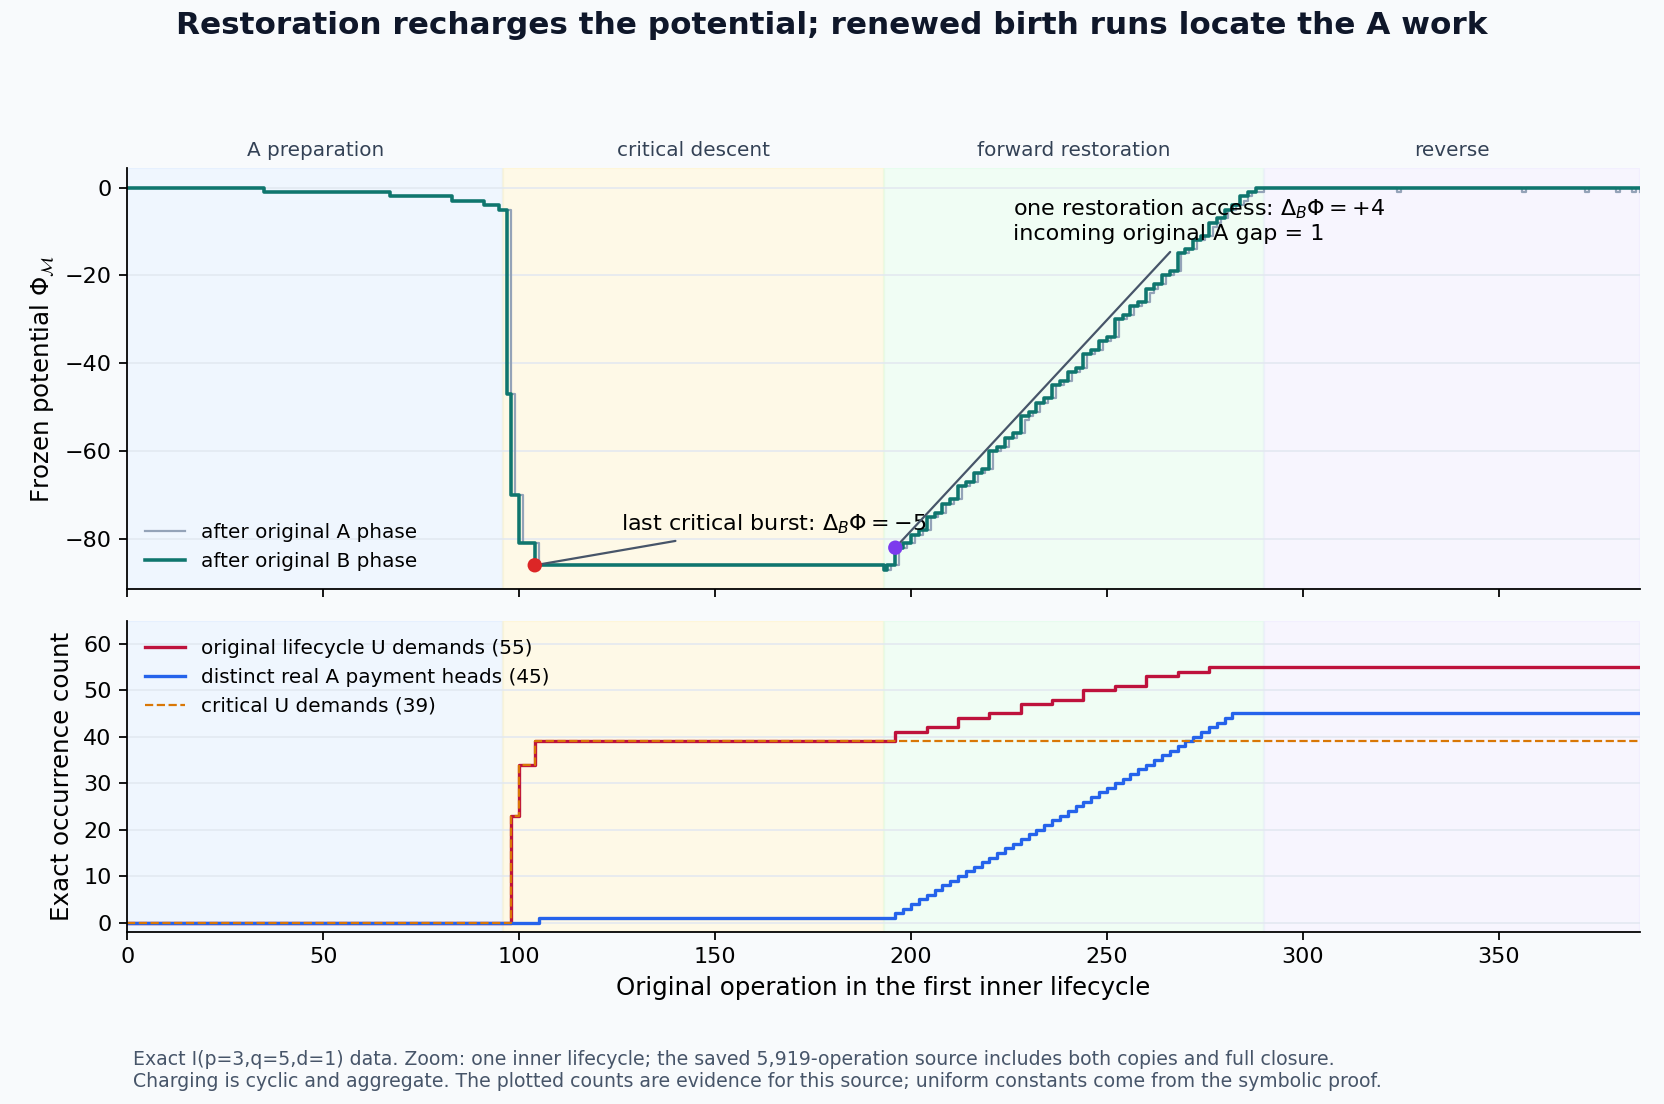 Restoration recharges the potential; renewed birth runs locate the A work
A preparation
critical descent
forward restoration
reverse
Frozen potential Φ_ℳ
0
−20
−40
−60
−80
one restoration access: Δ_BΦ = +4
incoming original A gap = 1
last critical burst: Δ_BΦ = −5
after original A phase
after original B phase
Exact occurrence count
60
50
40
30
20
10
0
original lifecycle U demands (55)
distinct real A payment heads (45)
critical U demands (39)
0
50
100
150
200
250
300
350
Original operation in the first inner lifecycle
Exact I(p=3,q=5,d=1) data. Zoom: one inner lifecycle; the saved 5,919-operation source includes both copies and full closure.
Charging is cyclic and aggregate. The plotted counts are evidence for this source; uniform constants come from the symbolic proof.